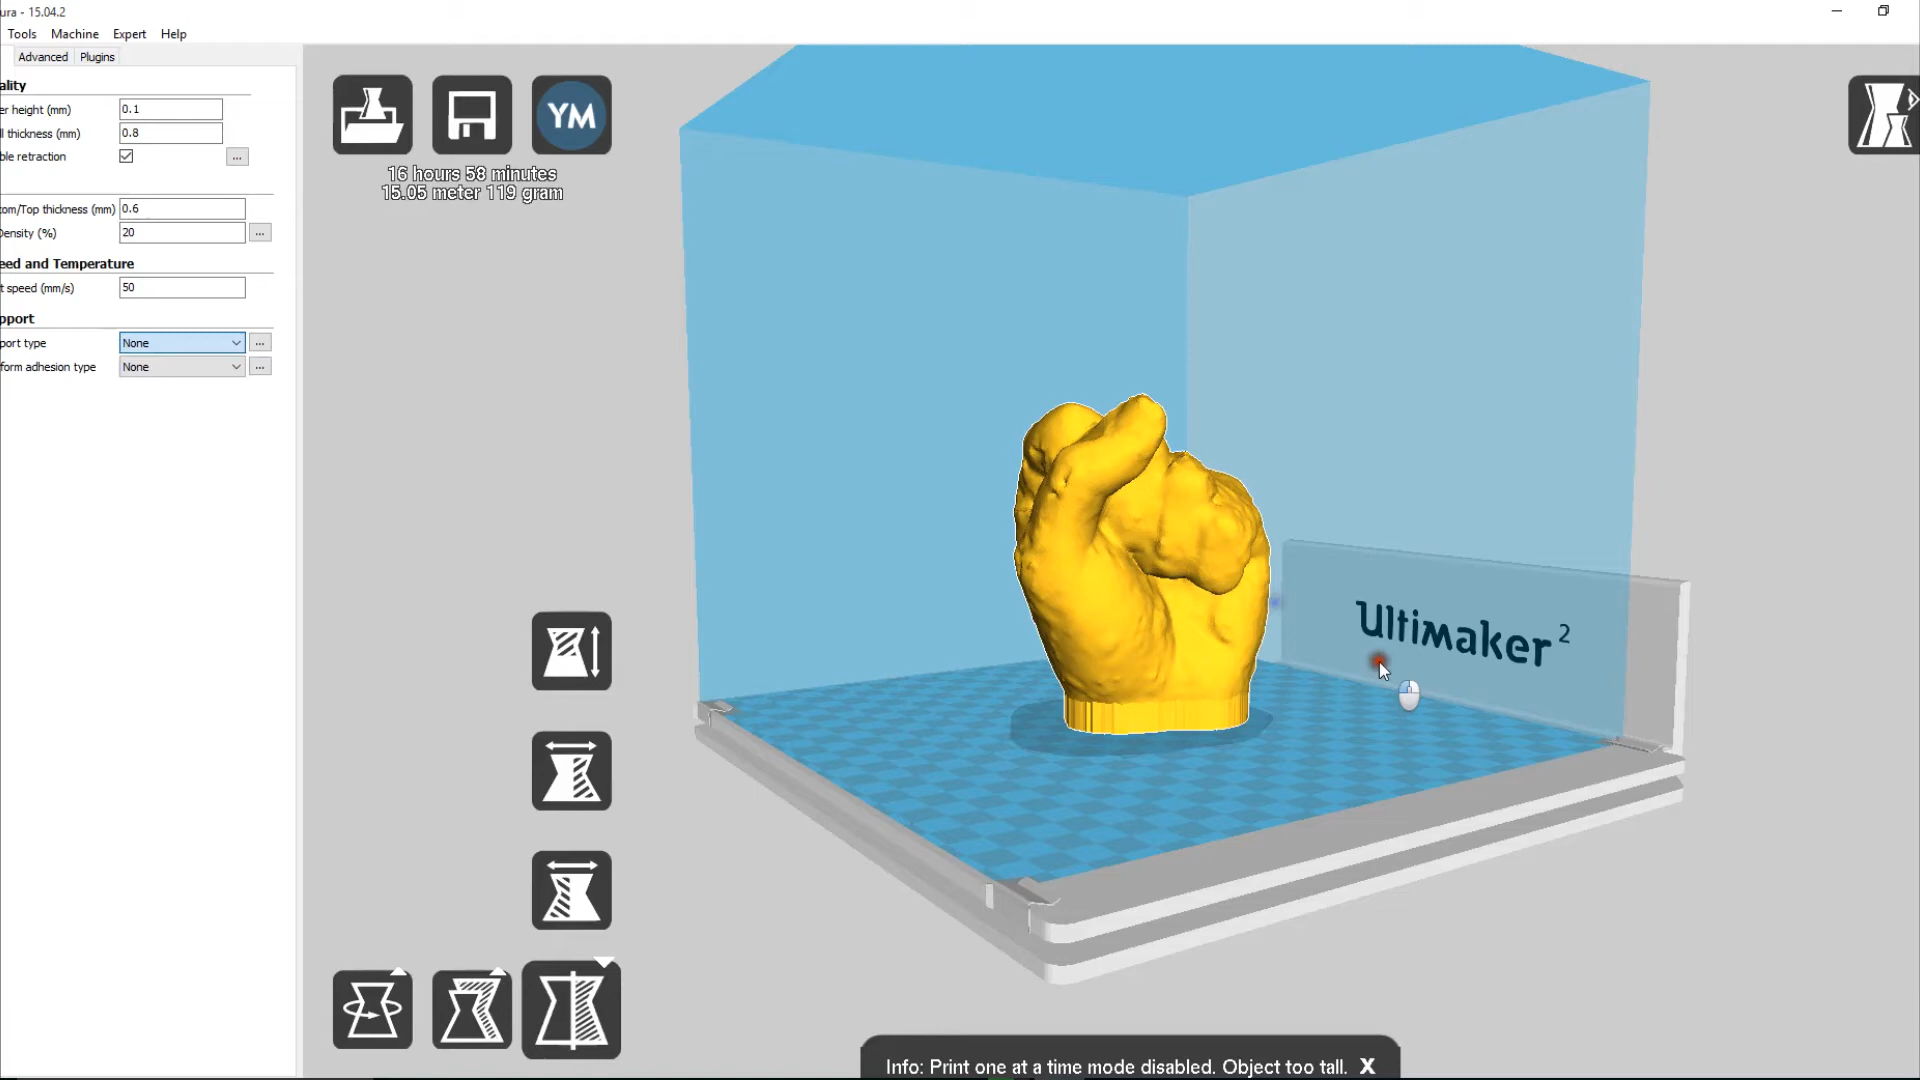 ura - 15.04.2
Tools Machine Expert Help
Advanced Plugins
ality
er height (mm) 0.1
ll thickness (mm) 0.8
ble retraction ...
om/Top thickness (mm) 0.6
Density (%) 20 ...
eed and Temperature
t speed (mm/s) 50
pport
port type None ...
form adhesion type None ...
YM
16 hours 58 minutes
15.05 meter 119 gram
Ultimaker 2
Info: Print one at a time mode disabled. Object too tall. X